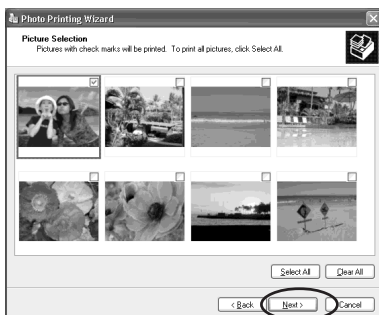 Photo Printing Wizard
Picture Selection
Pictures with check marks will be printed. To print all pictures, click Select All.
Select All
Clear All
< Back
Next >
Cancel